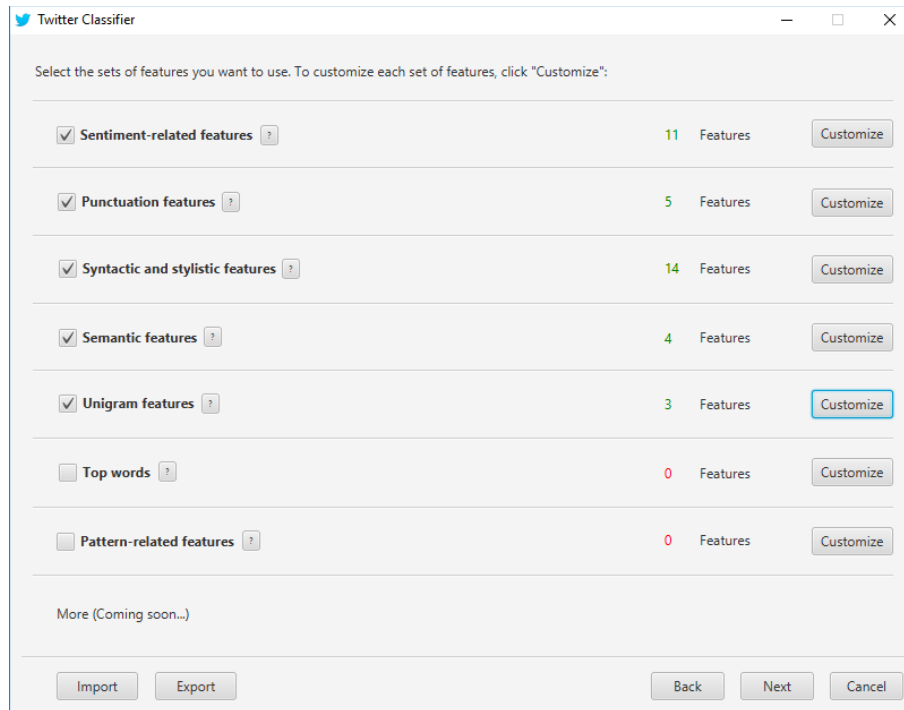 Twitter Classifier
Select the sets of features you want to use. To customize each set of features, click "Customize":
Sentiment-related features ? 11 Features Customize
Punctuation features ? 5 Features Customize
Syntactic and stylistic features ? 14 Features Customize
Semantic features ? 4 Features Customize
Unigram features ? 3 Features Customize
Top words ? 0 Features Customize
Pattern-related features ? 0 Features Customize
More (Coming soon...)
Import Export Back Next Cancel